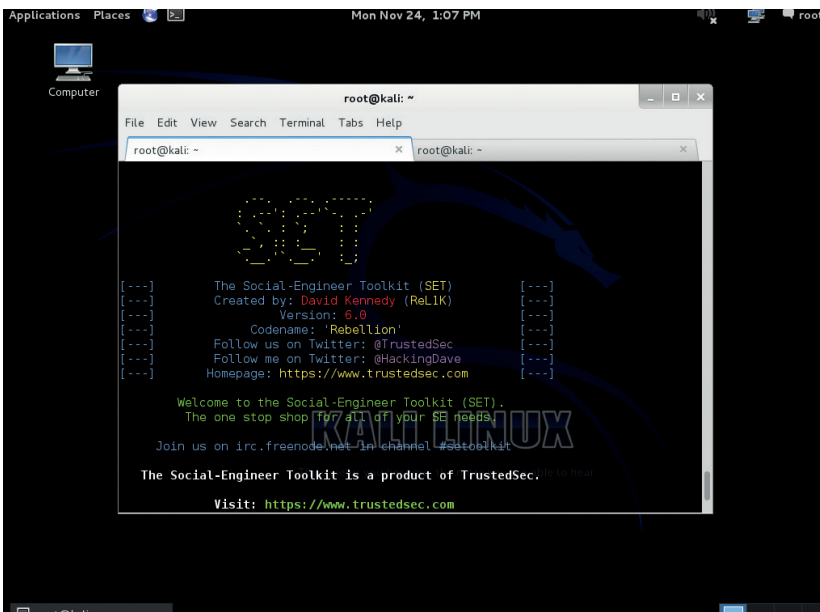 Applications Places Mon Nov 24, 1:07 PM root
Computer
root@kali: ~
File Edit View Search Terminal Tabs Help
root@kali: ~ × root@kali: ~ ×
SET
[---] The Social-Engineer Toolkit (SET) [---]
[---] Created by: David Kennedy (ReL1K) [---]
[---] Version: 6.0 [---]
[---] Codename: 'Rebellion' [---]
[---] Follow us on Twitter: @TrustedSec [---]
[---] Follow me on Twitter: @HackingDave [---]
[---] Homepage: https://www.trustedsec.com [---]
Welcome to the Social-Engineer Toolkit (SET).
The one stop shop for all of your SE needs.
KALI LINUX
Join us on irc.freenode.net in channel #setoolkit
The Social-Engineer Toolkit is a product of TrustedSec.
Visit: https://www.trustedsec.com